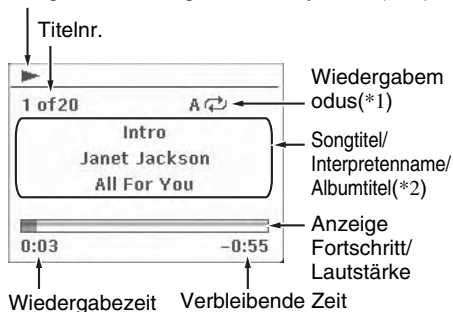 Titelnr.
1 of20 A
Wiedergabem
odus(*1)
Intro
Janet Jackson
All For You
Songtitel/
Interpretenname/
Albumtitel(*2)
Anzeige
Fortschritt/
Lautstärke
0:03 -0:55
Wiedergabezeit Verbleibende Zeit